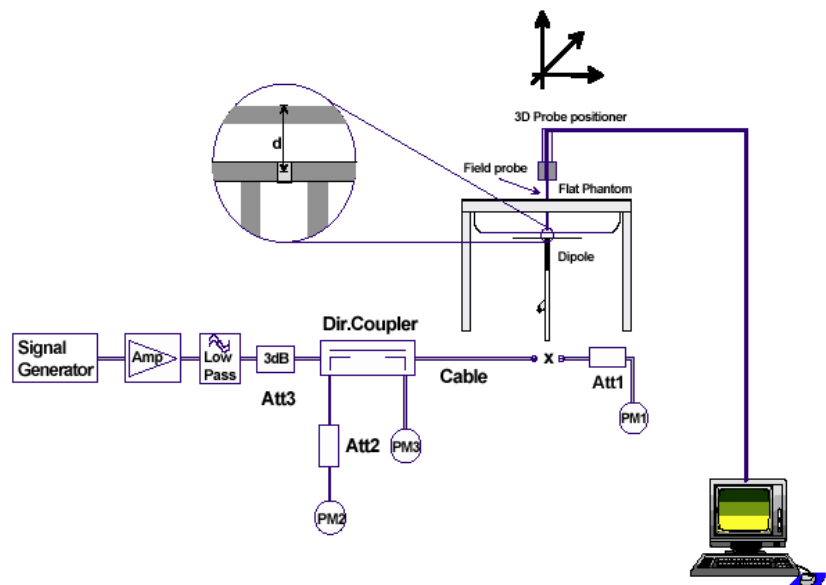 3D Probe positioner
d
Field probe
Flat Phantom
Dipole
Dir.Coupler
Signal
Generator
Amp
Low
Pass
3dB
Cable
x
Att1
Att3
PM1
Att2
PM3
PM2